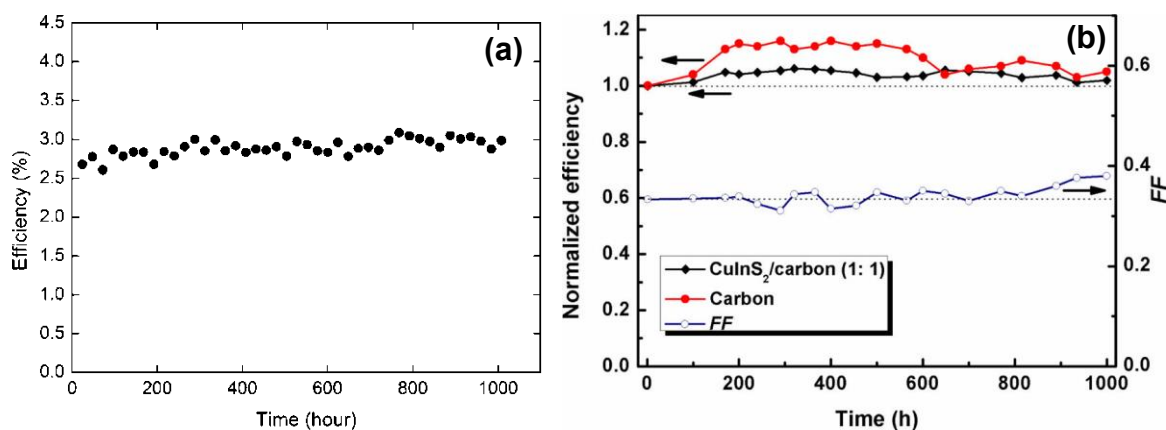 (a)
4.5
4.0
3.5
3.0
2.5
2.0
1.5
1.0
0.5
0.0
Efficiency (%)
0 200 400 600 800 1000
Time (hour)
(b)
1.2
1.0
0.8
0.6
0.4
0.2
0.0
Normalized efficiency
CuInS₂/carbon (1: 1)
Carbon
FF
0.6
0.4
0.2
0.0
FF
0 200 400 600 800 1000
Time (h)